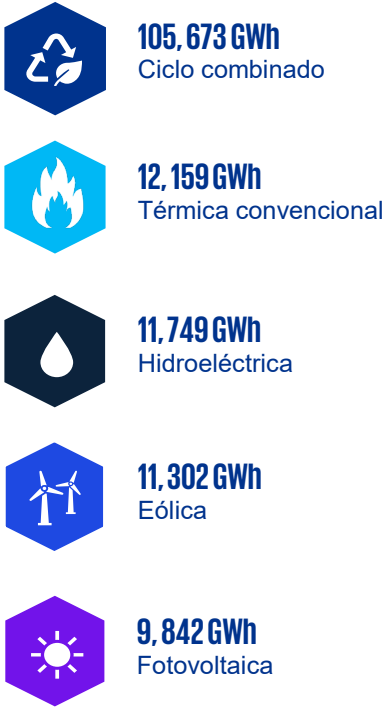 105, 673 GWh
Ciclo combinado
12, 159 GWh
Térmica convencional
11, 749 GWh
Hidroeléctrica
11, 302 GWh
Eólica
9, 842 GWh
Fotovoltaica